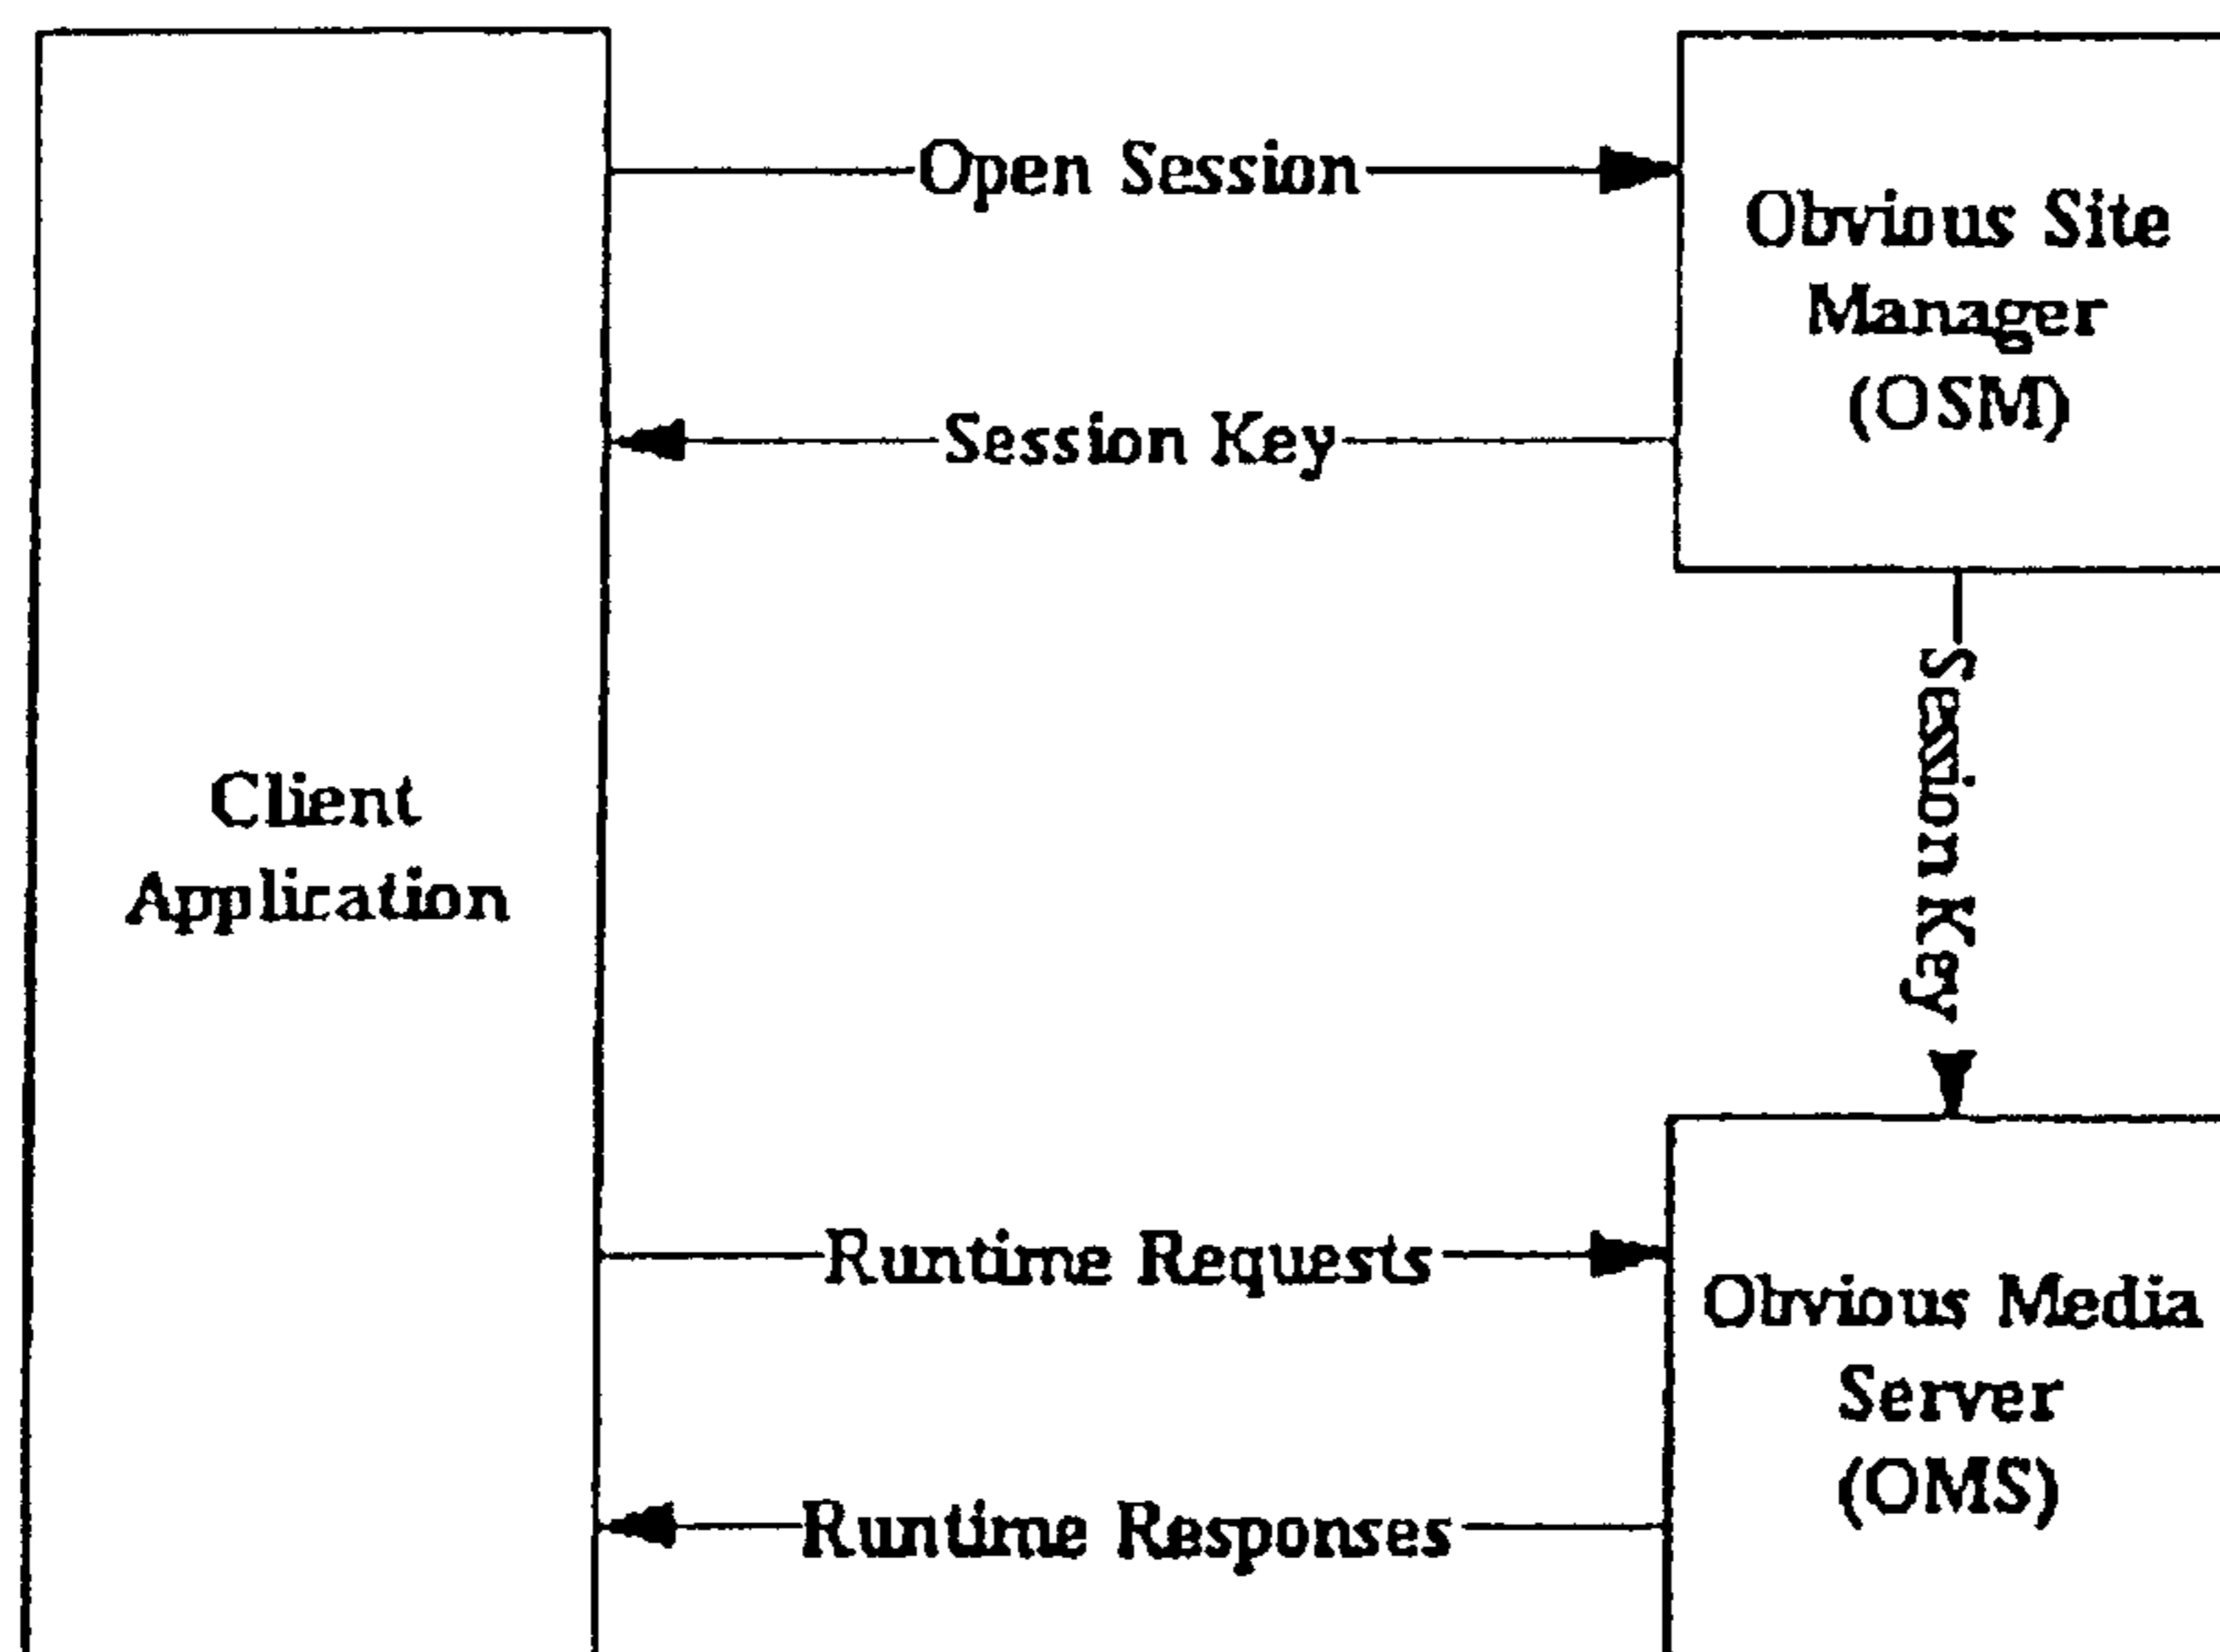 Open Session
Obvious Site
Manager
(OSM)
Session Key
Session Key
Client
Application
Runtime Requests
Obvious Media
Server
(OMS)
Runtime Responses